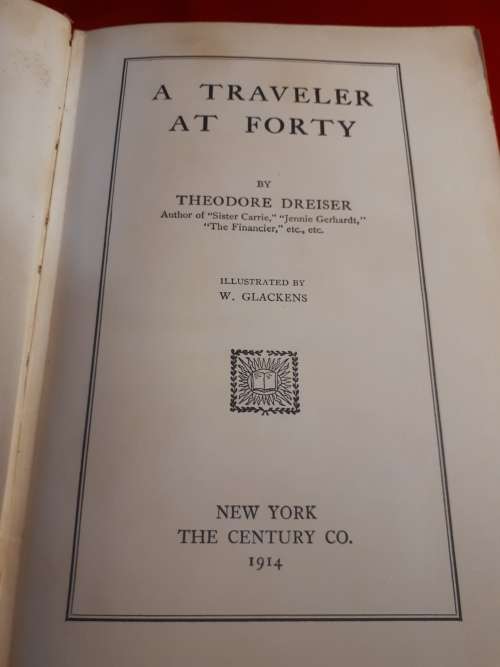 A TRAVELER
AT FORTY
BY
THEODORE DREISER
Author of "Sister Carrie," "Jennie Gerhardt,"
"The Financier," etc., etc.
ILLUSTRATED BY
W. GLACKENS
NEW YORK
THE CENTURY CO.
1914